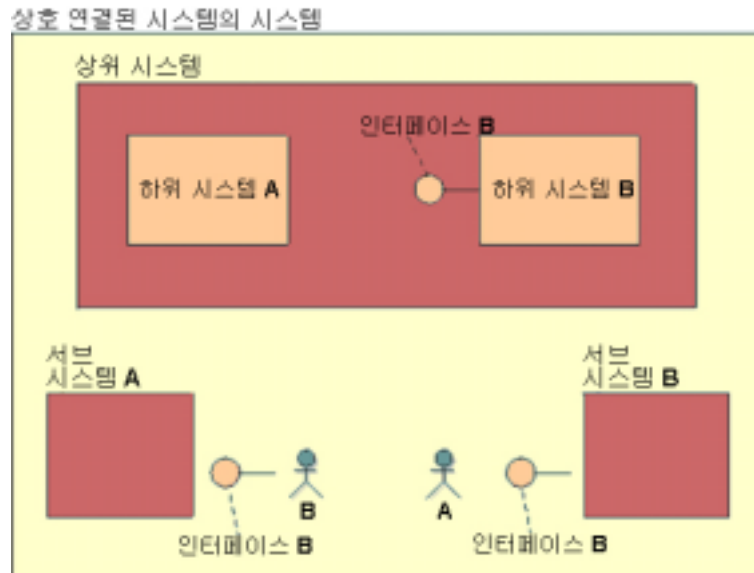 상호 연결된 시스템의 시스템
상위 시스템
인터페이스 B
하위 시스템 A
하위 시스템 B
서브
시스템 A
서브
시스템 B
B
A
인터페이스 B
인터페이스 B